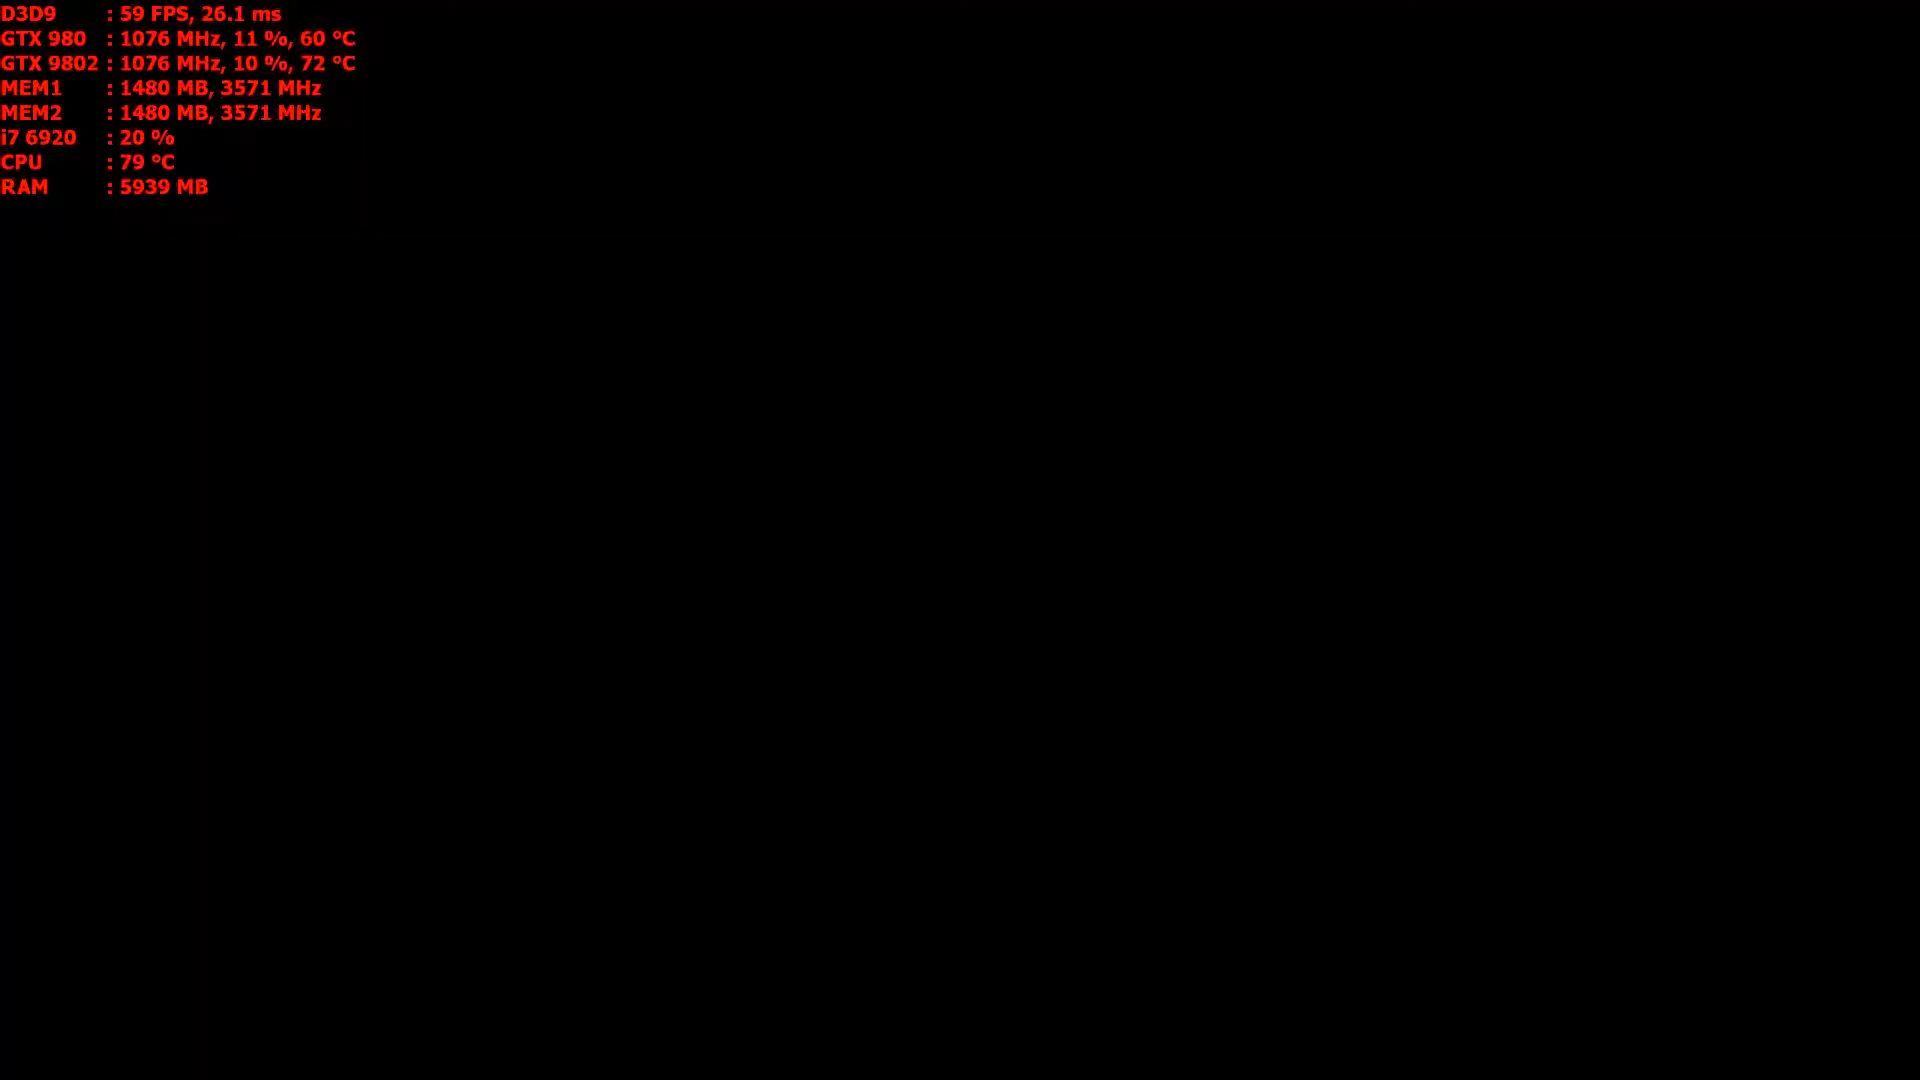 D3D9 : 59 FPS, 26.1 ms
GTX 980 : 1076 MHz, 11 %, 60 °C
GTX 9802 : 1076 MHz, 10 %, 72 °C
MEM1 : 1480 MB, 3571 MHz
MEM2 : 1480 MB, 3571 MHz
i7 6920 : 20 %
CPU : 79 °C
RAM : 5939 MB